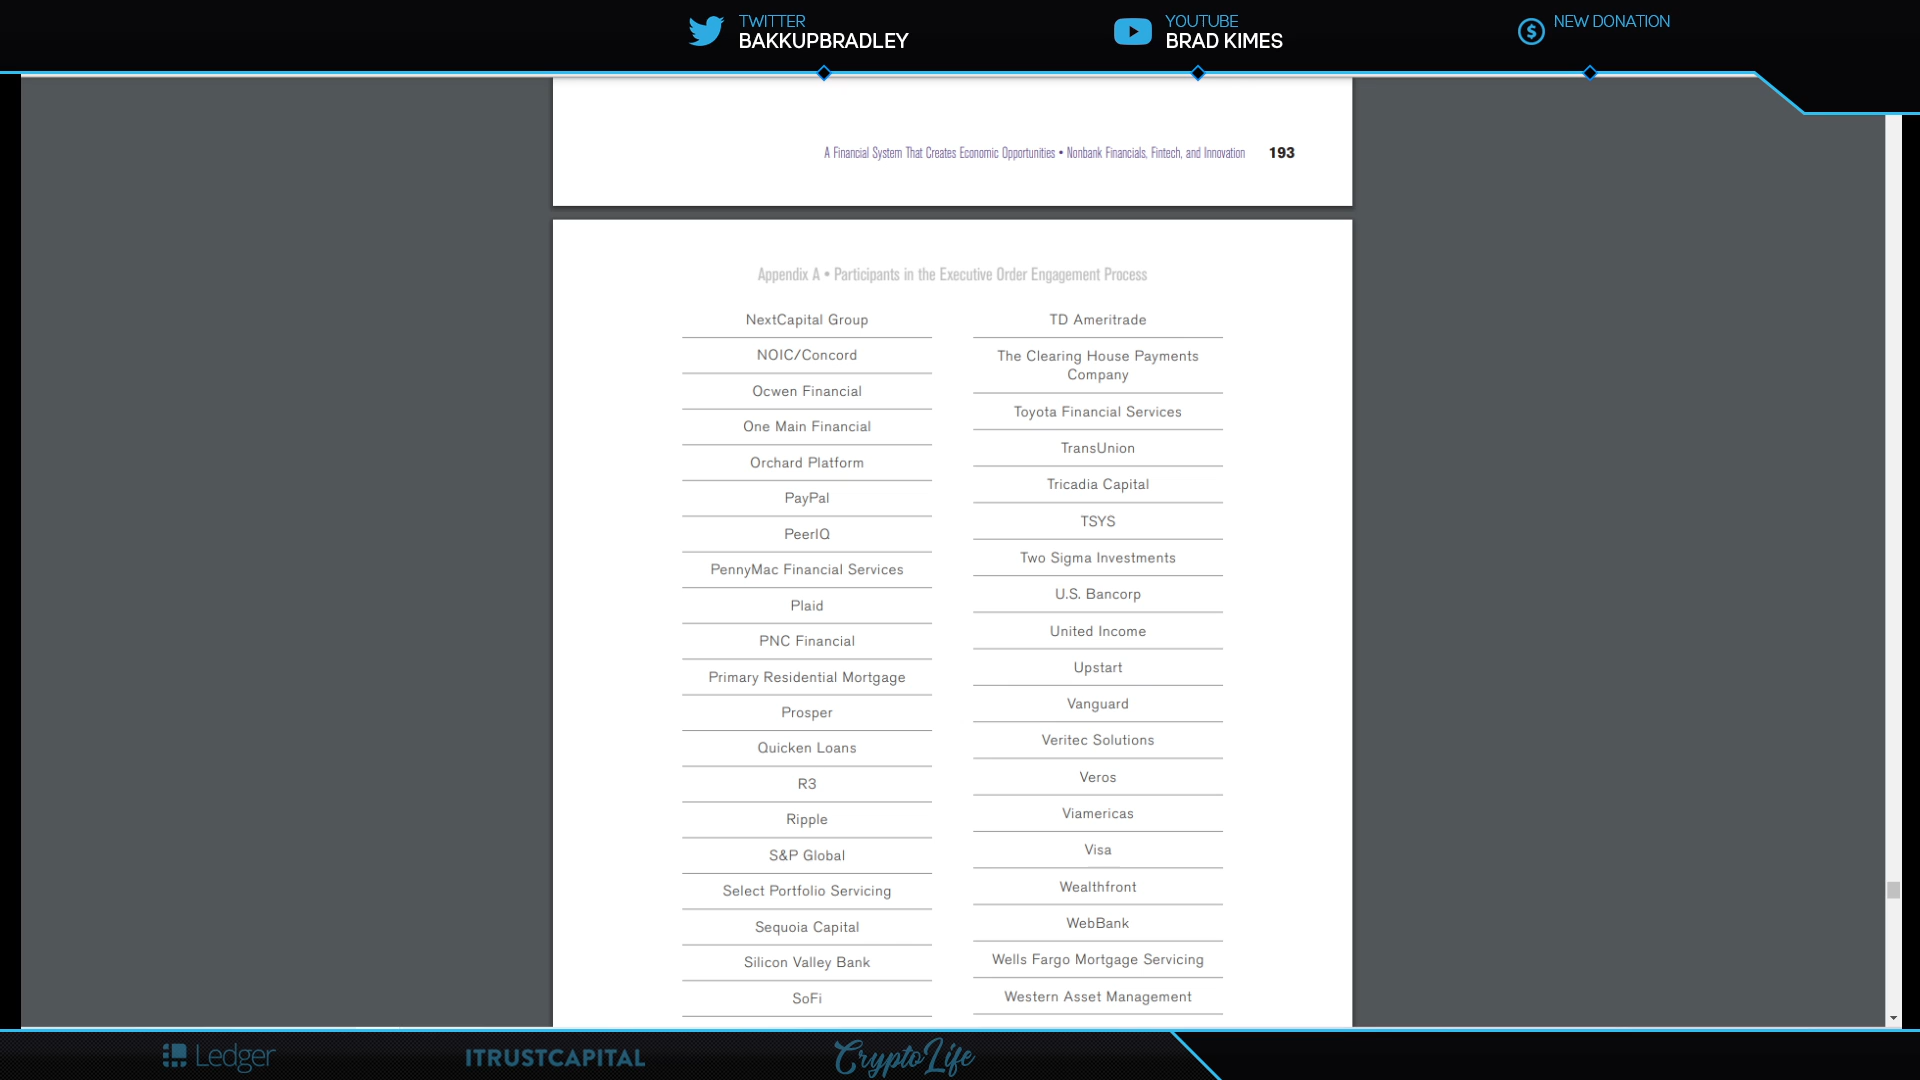 TWITTER
BAKKUPBRADLEY
YOUTUBE
BRAD KIMES
NEW DONATION
A Financial System That Creates Economic Opportunities • Nonbank Financials, Fintech, and Innovation 193
Appendix A • Participants in the Executive Order Engagement Process
NextCapital Group
NOIC/Concord
Ocwen Financial
One Main Financial
Orchard Platform
PayPal
PeerIQ
PennyMac Financial Services
Plaid
PNC Financial
Primary Residential Mortgage
Prosper
Quicken Loans
R3
Ripple
S&P Global
Select Portfolio Servicing
Sequoia Capital
Silicon Valley Bank
SoFi
TD Ameritrade
The Clearing House Payments
Company
Toyota Financial Services
TransUnion
Tricadia Capital
TSYS
Two Sigma Investments
U.S. Bancorp
United Income
Upstart
Vanguard
Veritec Solutions
Veros
Viamericas
Visa
Wealthfront
WebBank
Wells Fargo Mortgage Servicing
Western Asset Management
Ledger
ITRUSTCAPITAL
CryptoLife